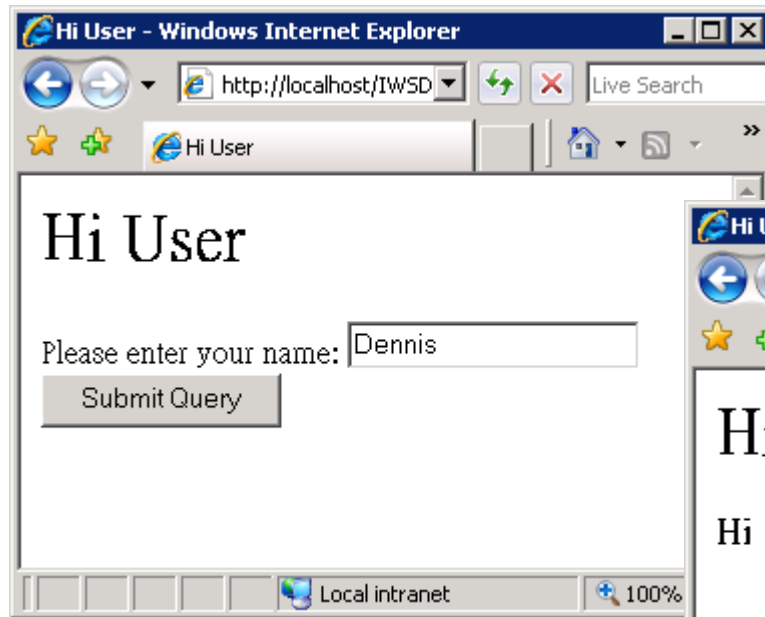 Hi User - Windows Internet Explorer
http://localhost/IWSD
Live Search
Hi User
Hi User
Please enter your name: Dennis
Submit Query
Local intranet
100%
Hi
Hi